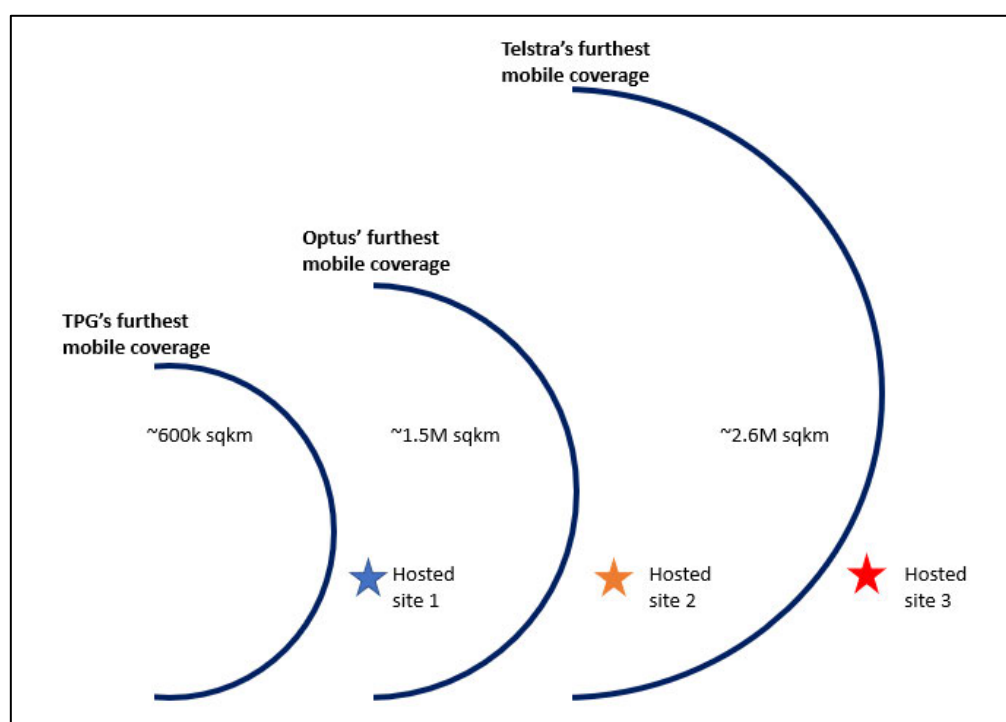 Telstra's furthest
mobile coverage
Optus' furthest
mobile coverage
TPG's furthest
mobile coverage
~600k sqkm
~1.5M sqkm
~2.6M sqkm
Hosted
site 1
Hosted
site 2
Hosted
site 3